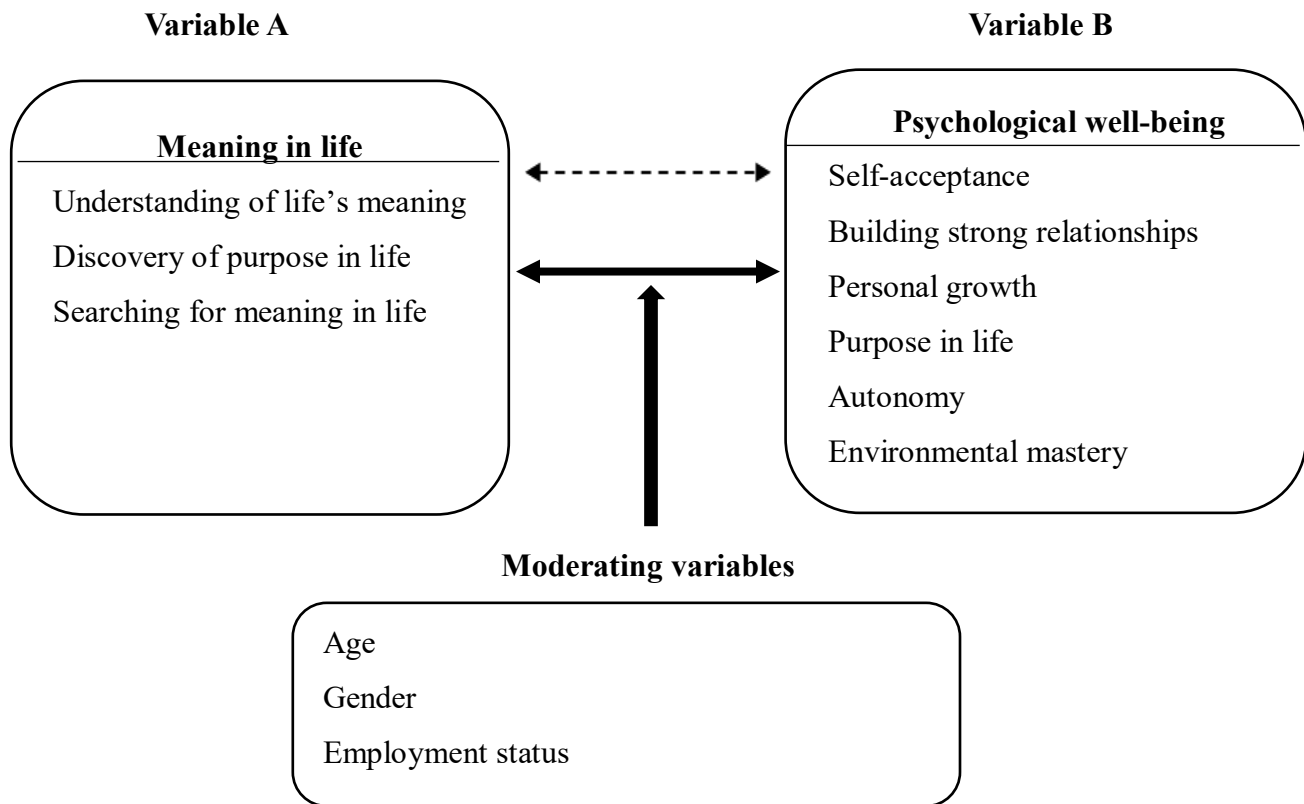 Variable A
Variable B
Meaning in life
Understanding of life’s meaning
Discovery of purpose in life
Searching for meaning in life
Psychological well-being
Self-acceptance
Building strong relationships
Personal growth
Purpose in life
Autonomy
Environmental mastery
Moderating variables
Age
Gender
Employment status